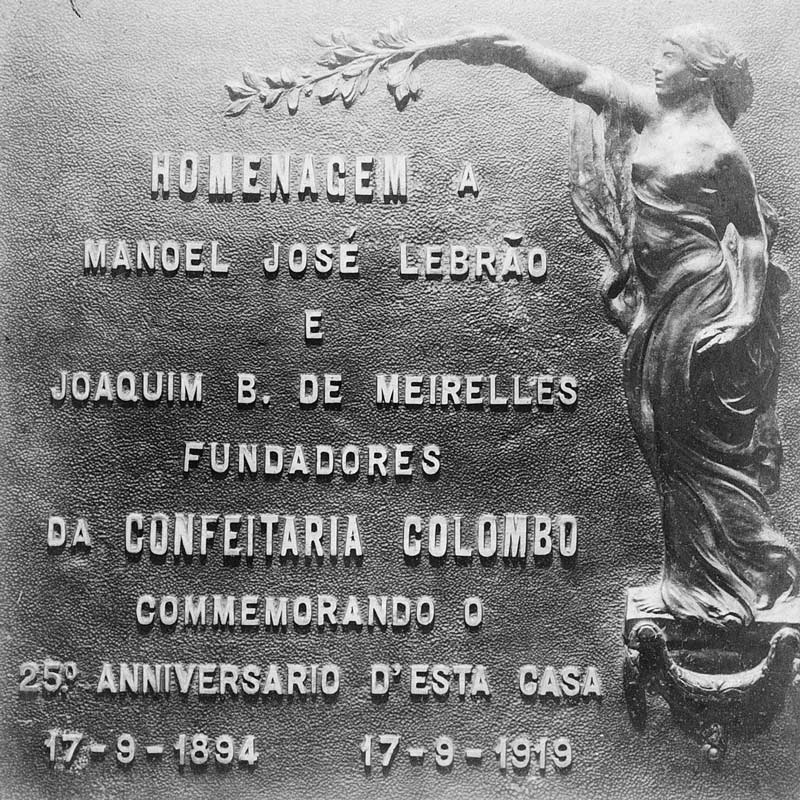 HOMENAGEM A
MANOEL JOSÉ LEBRÃO
E
JOAQUIM B. DE MEIRELLES
FUNDADORES
DA CONFEITARIA COLOMBO
COMMEMORANDO O
25º ANNIVERSARIO D'ESTA CASA
17-9-1894 17-9-1919